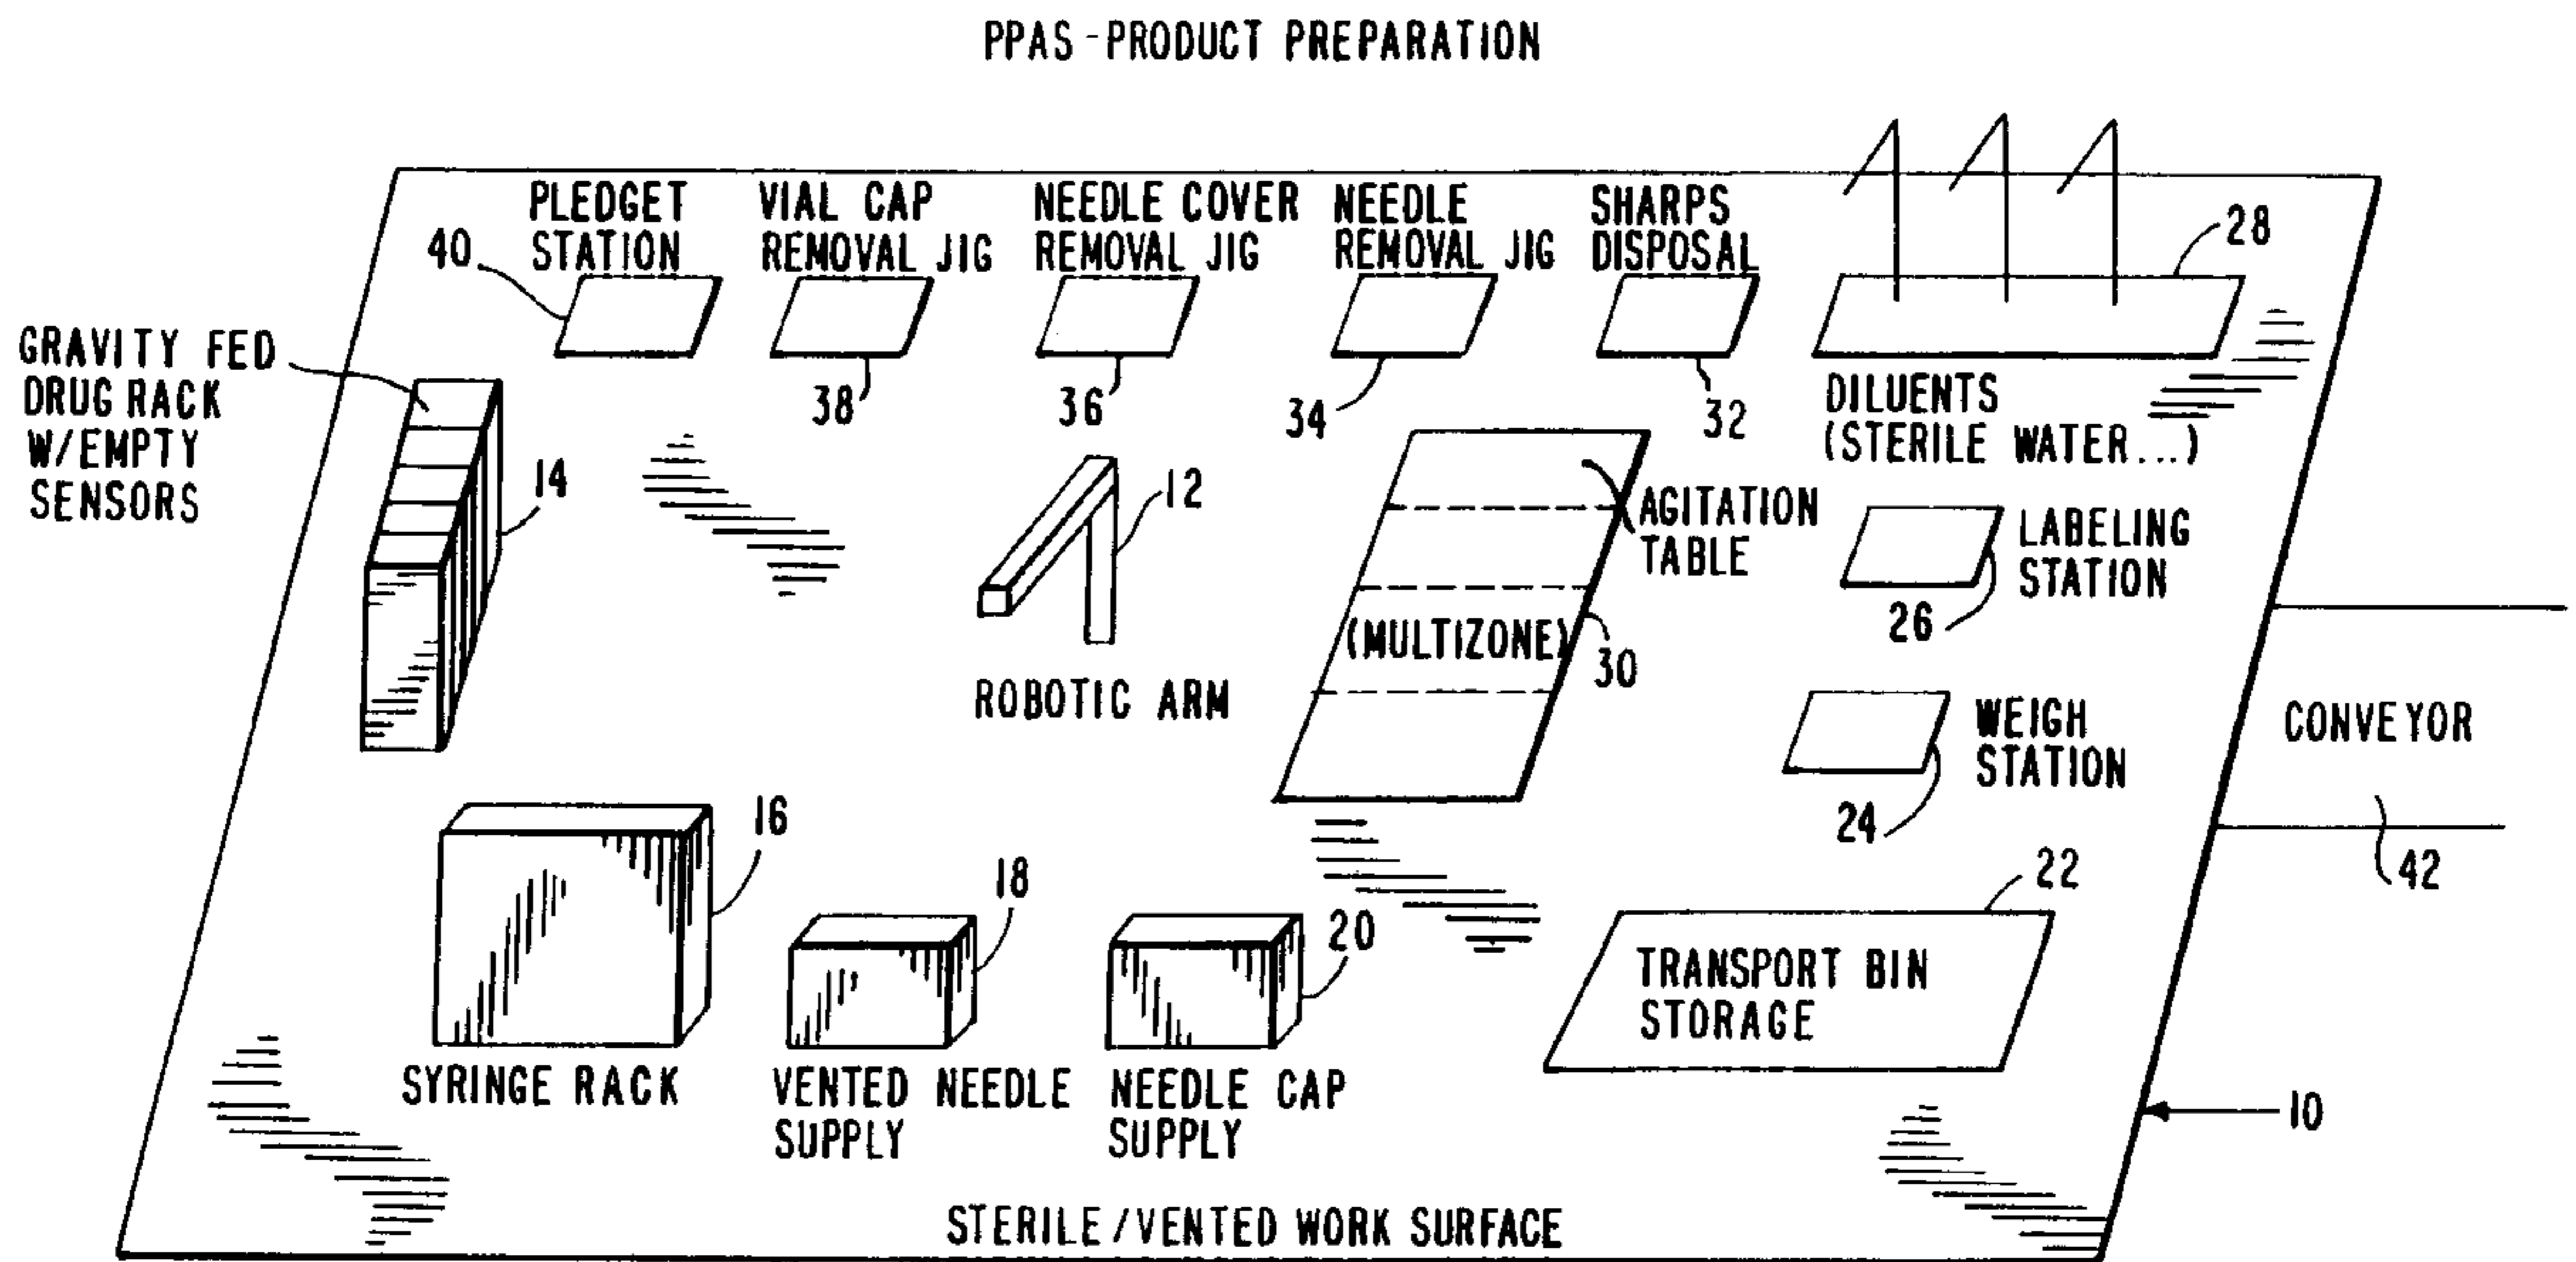 PPAS - PRODUCT PREPARATION
PLEDGET
STATION
40
VIAL CAP
REMOVAL JIG
38
NEEDLE COVER
REMOVAL JIG
36
NEEDLE
REMOVAL JIG
34
SHARPS
DISPOSAL
32
28
DILUENTS
(STERILE WATER...)
GRAVITY FED
DRUG RACK
W/EMPTY
SENSORS
14
12
ROBOTIC ARM
AGITATION
TABLE
(MULTIZONE)
30
LABELING
STATION
26
WEIGH
STATION
24
CONVEYOR
42
16
SYRINGE RACK
18
VENTED NEEDLE
SUPPLY
20
NEEDLE CAP
SUPPLY
22
TRANSPORT BIN
STORAGE
10
STERILE/VENTED WORK SURFACE